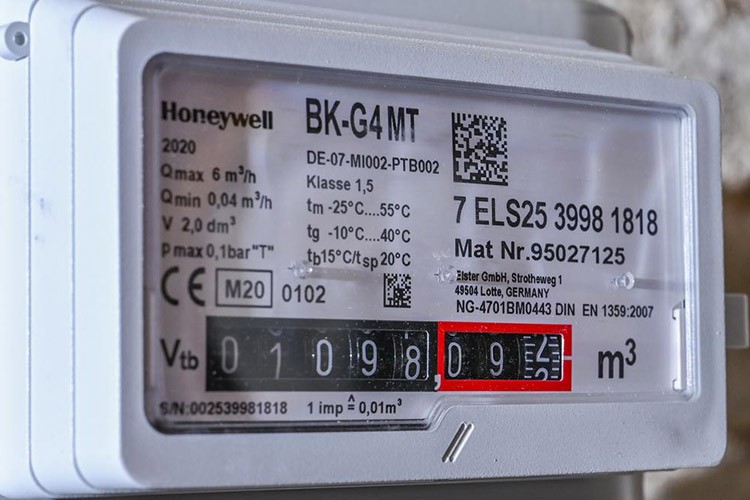 Honeywell
2020
Qmax 6 m³/h
Qmin 0,04 m³/h
V 2,0 dm³
pmax 0,1bar "T"
CE M20 0102
BK-G4 MT
DE-07-MI002-PTB002
Klasse 1,5
tm -25°C....55°C
tg -10°C....40°C
tb15°C/tsp20°C
7 ELS25 3998 1818
Mat Nr.95027125
Elster GmbH, Strotheweg 1
49504 Lotte, GERMANY
NG-4701BM0443 DIN EN 1359:2007
Vtb 01098,092 m³
S/N:002539981818 1 imp ≙ 0,01m³